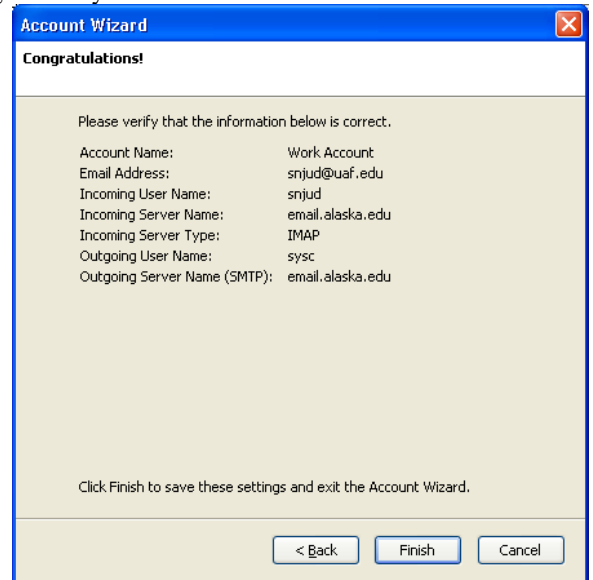 Account Wizard
Congratulations!
Please verify that the information below is correct.
Account Name: Work Account
Email Address: snjud@uaf.edu
Incoming User Name: snjud
Incoming Server Name: email.alaska.edu
Incoming Server Type: IMAP
Outgoing User Name: sysc
Outgoing Server Name (SMTP): email.alaska.edu
Click Finish to save these settings and exit the Account Wizard.
< Back Finish Cancel